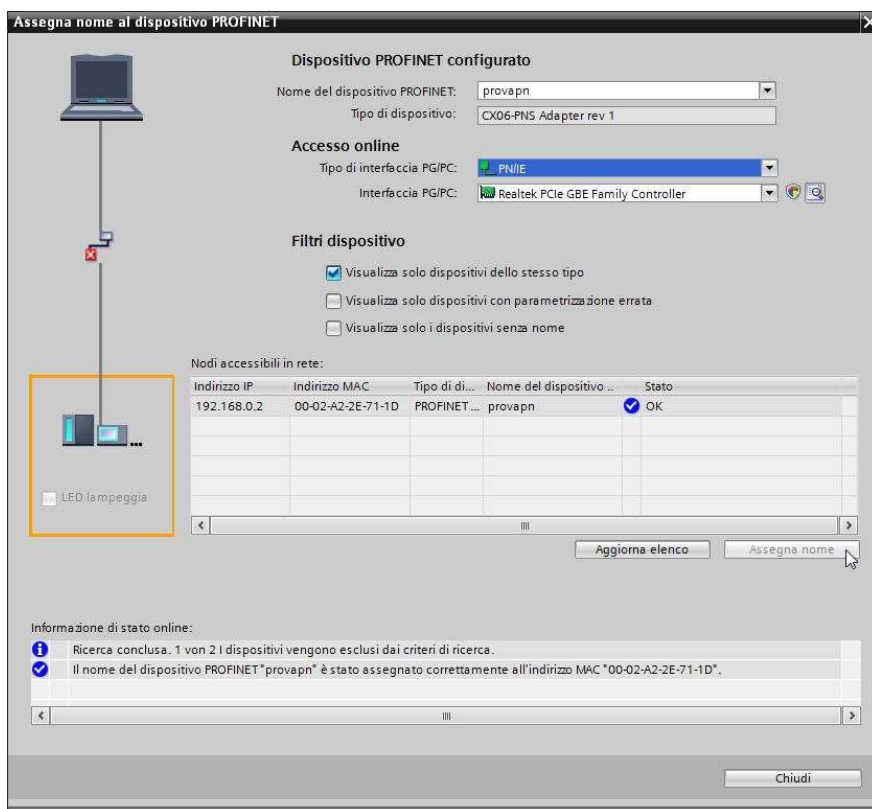 Assegna nome al dispositivo PROFINET
Dispositivo PROFINET configurato
Nome del dispositivo PROFINET: provapn
Tipo di dispositivo: CX06-PNS Adapter rev 1
Accesso online
Tipo di interfaccia PG/PC: PN/IE
Interfaccia PG/PC: Realtek PCIe GBE Family Controller
Filtri dispositivo
Visualizza solo dispositivi dello stesso tipo
Visualizza solo dispositivi con parametrizzazione errata
Visualizza solo i dispositivi senza nome
Nodi accessibili in rete:
Indirizzo IP Indirizzo MAC Tipo di di... Nome del dispositivo .. Stato
192.168.0.2 00-02-A2-2E-71-1D PROFINET ... provapn OK
LED lampeggia
Aggiorna elenco Assegna nome
Informazione di stato online:
Ricerca conclusa. 1 von 2 I dispositivi vengono esclusi dai criteri di ricerca.
Il nome del dispositivo PROFINET "provapn" è stato assegnato correttamente all'indirizzo MAC "00-02-A2-2E-71-1D".
Chiudi